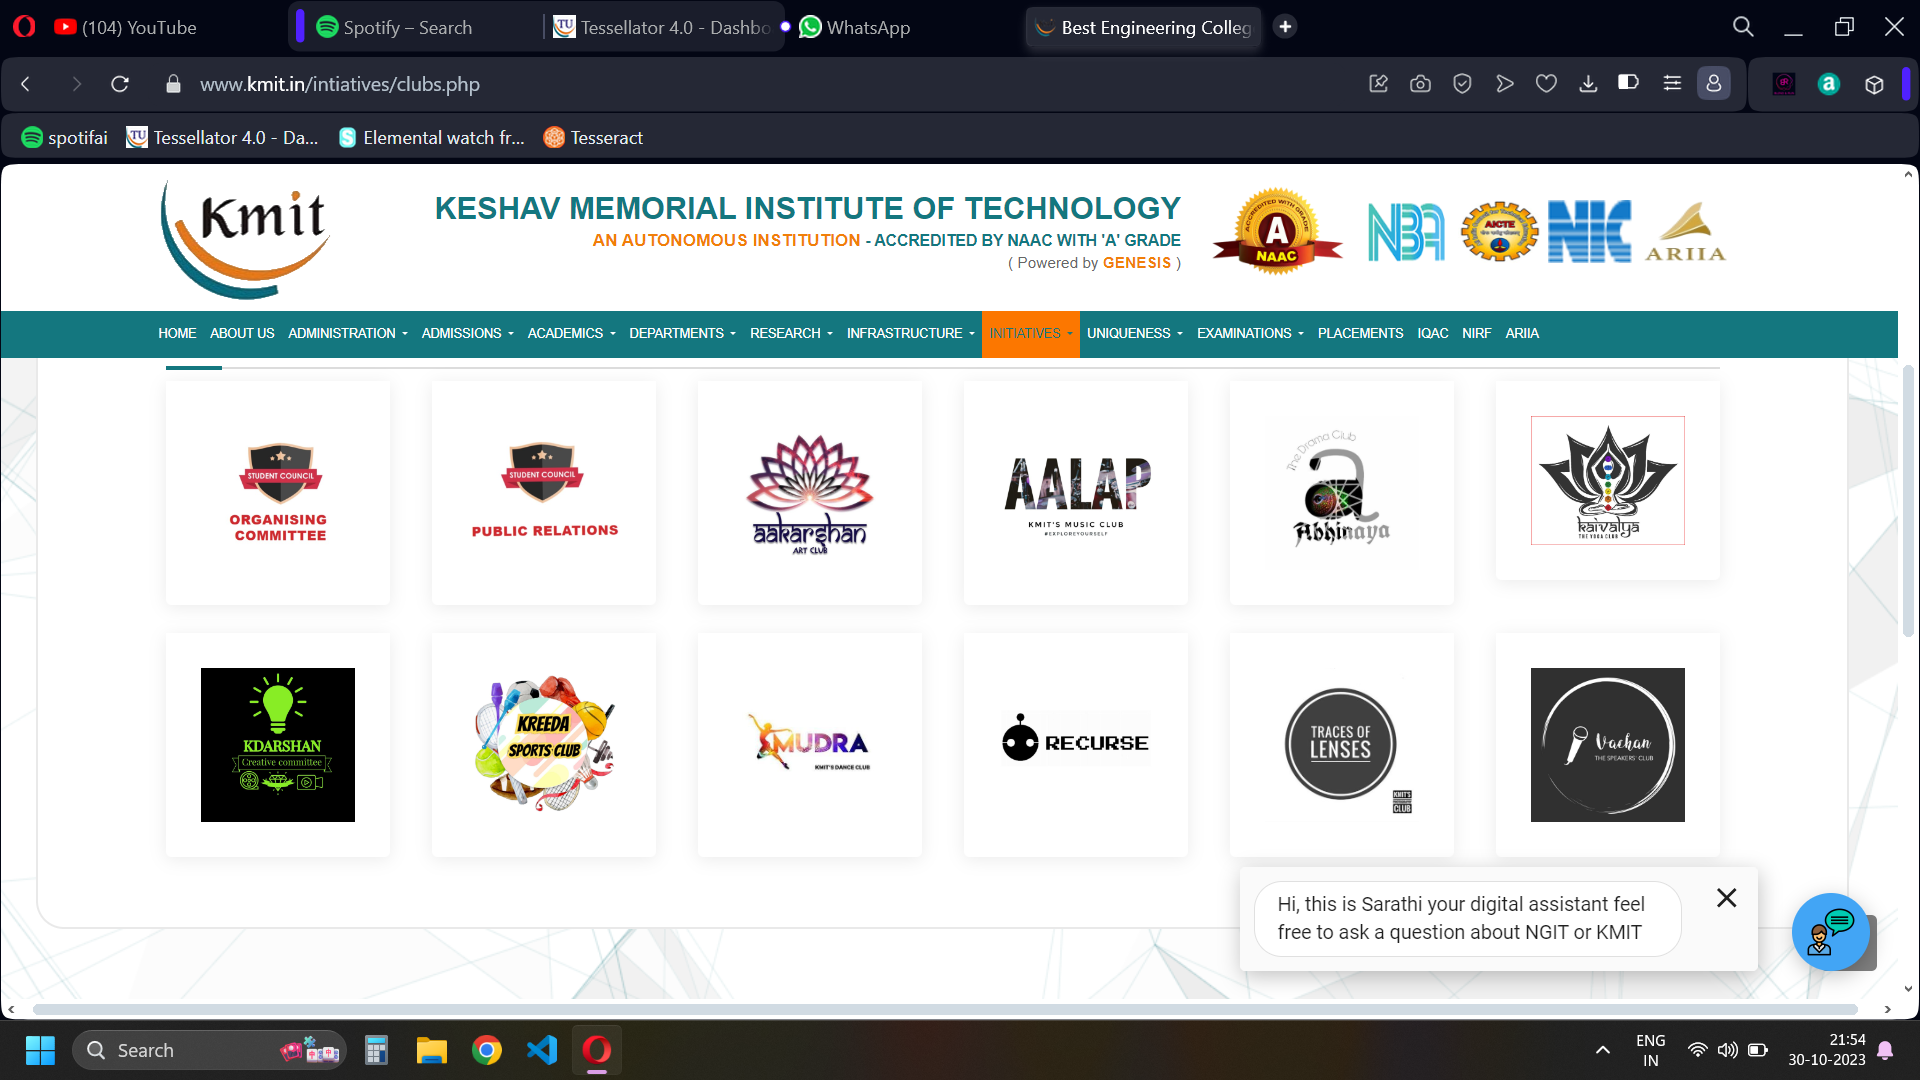 (104) YouTube
Spotify – Search
Tessellator 4.0 - Dashbo
WhatsApp
Best Engineering Colleg
www.kmit.in/intiatives/clubs.php
spotifai
Tessellator 4.0 - Da...
Elemental watch fr...
Tesseract
Kmit
KESHAV MEMORIAL INSTITUTE OF TECHNOLOGY
AN AUTONOMOUS INSTITUTION - ACCREDITED BY NAAC WITH 'A' GRADE
( Powered by GENESIS )
ACCREDITED WITH GRADE
A
NAAC
NBA
AICTE
NIC
ARIIA
HOME ABOUT US ADMINISTRATION ADMISSIONS ACADEMICS DEPARTMENTS RESEARCH INFRASTRUCTURE INITIATIVES UNIQUENESS EXAMINATIONS PLACEMENTS IQAC NIRF ARIIA
STUDENT COUNCIL
ORGANISING
COMMITTEE
STUDENT COUNCIL
PUBLIC RELATIONS
aakarshan
ART CLUB
AALAP
KMIT'S MUSIC CLUB
#EXPLOREYOURSELF
The Drama Club
a
Abhinaya
kaivalya
THE YOGA CLUB
KDARSHAN
Creative committee
KREEDA
SPORTS CLUB
MUDRA
KMIT'S DANCE CLUB
RECURSE
TRACES OF
LENSES
KMIT'S
CLUB
Vachan
THE SPEAKERS' CLUB
Hi, this is Sarathi your digital assistant feel
free to ask a question about NGIT or KMIT
Search
ENG
IN
21:54
30-10-2023